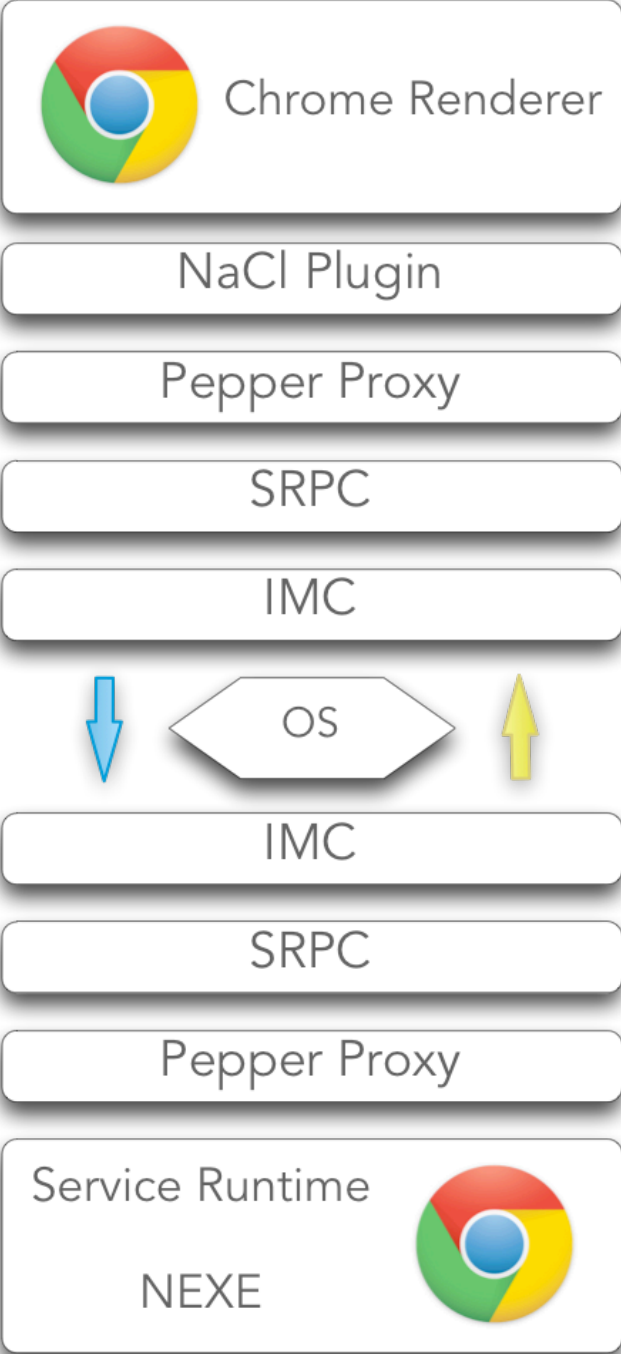 Chrome Renderer
NaCl Plugin
Pepper Proxy
SRPC
IMC
OS
IMC
SRPC
Pepper Proxy
Service Runtime
NEXE